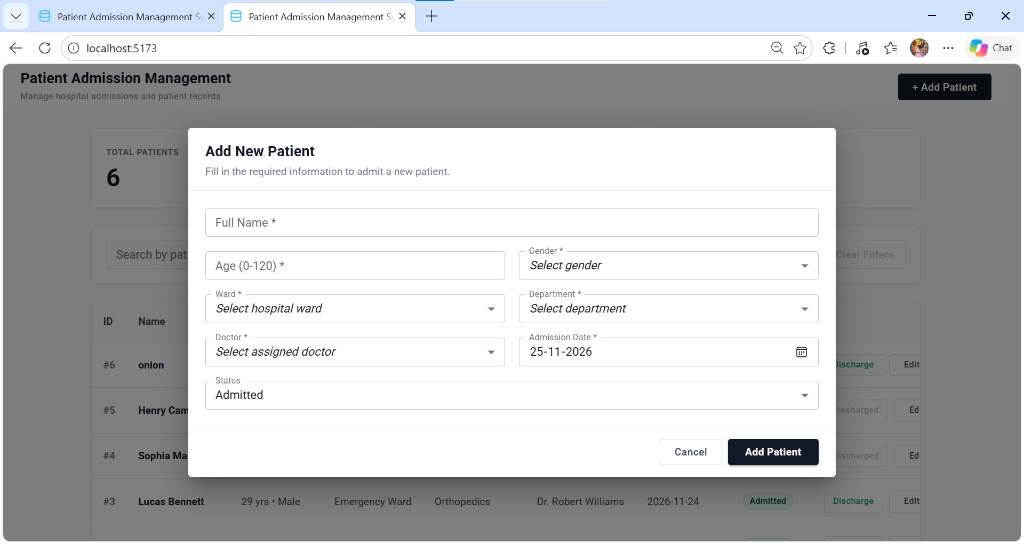 Patient Admission Management Sy
Patient Admission Management Sy
localhost:5173
Chat
Patient Admission Management
Manage hospital admissions and patient records
+ Add Patient
TOTAL PATIENTS
6
Add New Patient
Fill in the required information to admit a new patient.
Full Name *
Search by pat
Clear Filters
Age (0-120) *
Gender *
Select gender
Ward *
Select hospital ward
Department *
Select department
Doctor *
Select assigned doctor
Admission Date *
25-11-2026
Status
Admitted
Cancel
Add Patient
ID Name
#6 onion Discharge Edit
#5 Henry Cam Discharged Ed
#4 Sophia Ma Discharged Ed
#3 Lucas Bennett 29 yrs • Male Emergency Ward Orthopedics Dr. Robert Williams 2026-11-24 Admitted Discharge Edit